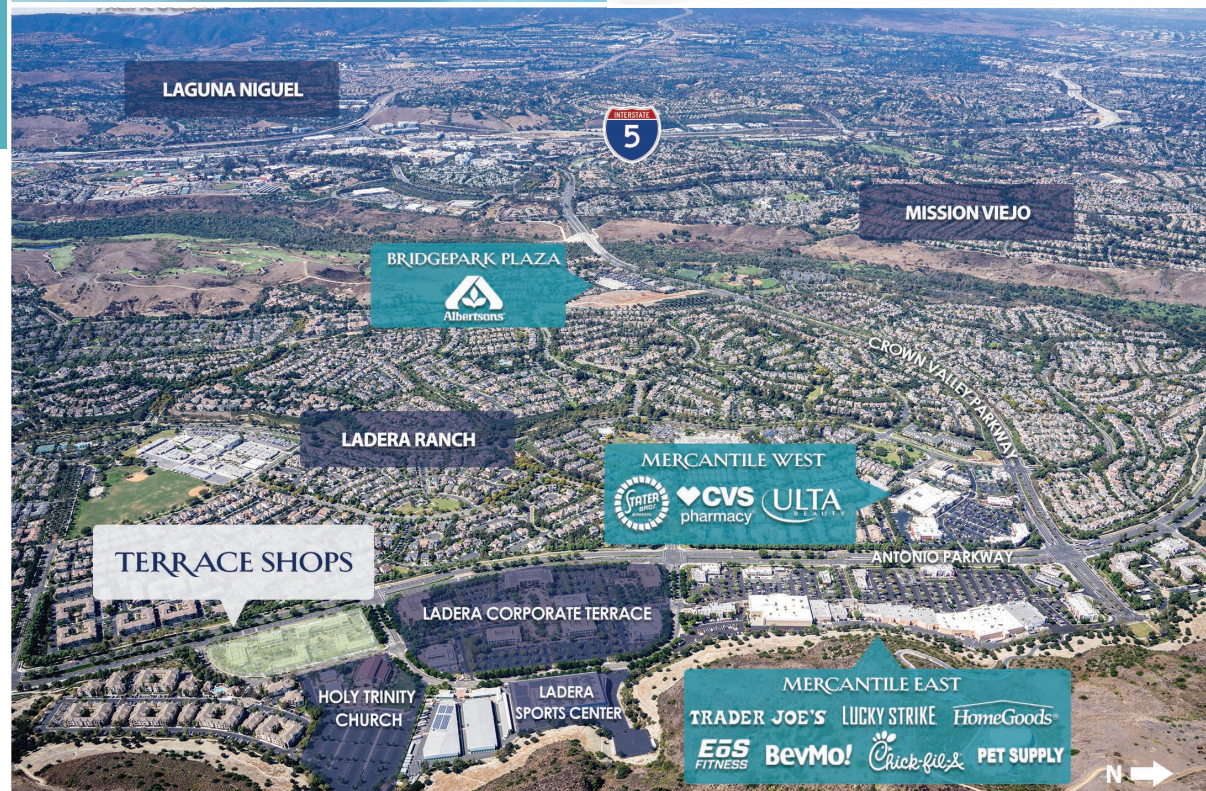 LAGUNA NIGUEL
INTERSTATE
5
MISSION VIEJO
BRIDGEPARK PLAZA
Albertsons
CROWN VALLEY PARKWAY
LADERA RANCH
MERCANTILE WEST
STATER
BROS
MARKETS
CVS
pharmacy
ULTA
BEAUTY
TERRACE SHOPS
ANTONIO PARKWAY
LADERA CORPORATE TERRACE
HOLY TRINITY
CHURCH
LADERA
SPORTS CENTER
MERCANTILE EAST
TRADER JOE'S LUCKY STRIKE HomeGoods
EōS
FITNESS
BevMo!
Chick-fil-A
PET SUPPLY
N